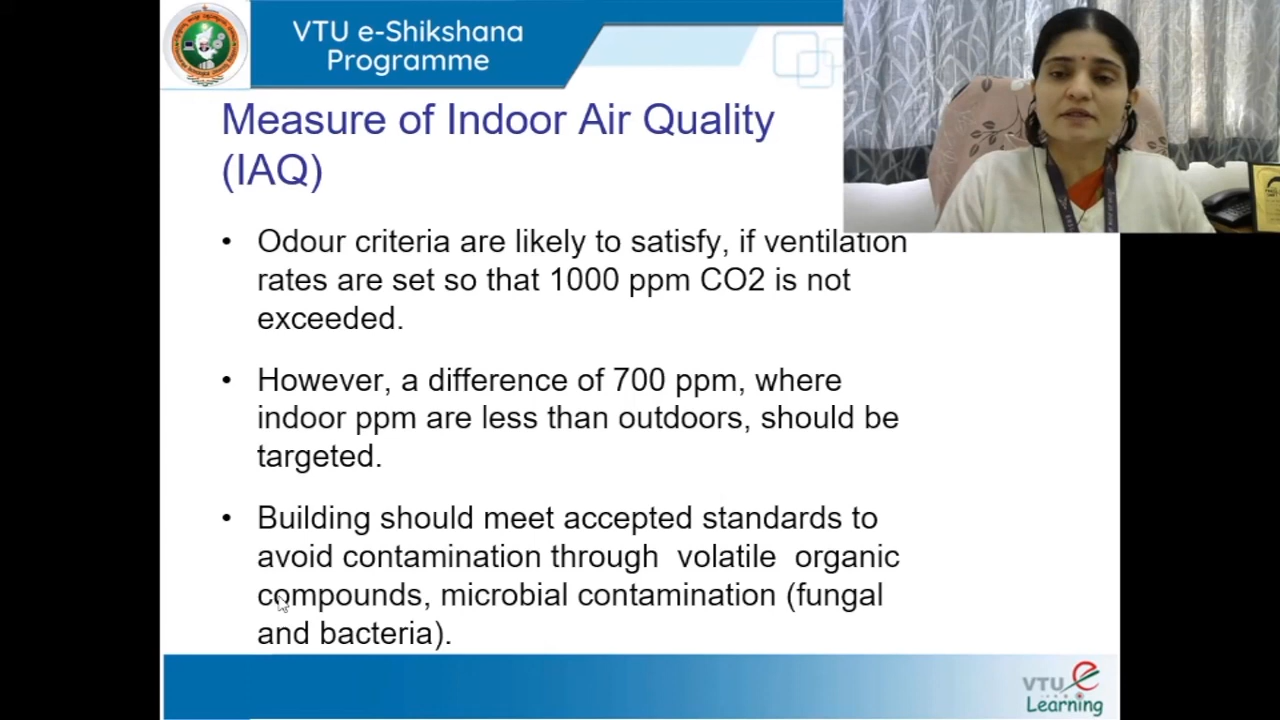 VTU e-Shikshana
Programme
Measure of Indoor Air Quality
(IAQ)
• Odour criteria are likely to satisfy, if ventilation
rates are set so that 1000 ppm CO2 is not
exceeded.
• However, a difference of 700 ppm, where
indoor ppm are less than outdoors, should be
targeted.
• Building should meet accepted standards to
avoid contamination through volatile organic
compounds, microbial contamination (fungal
and bacteria).
VTU e
Learning